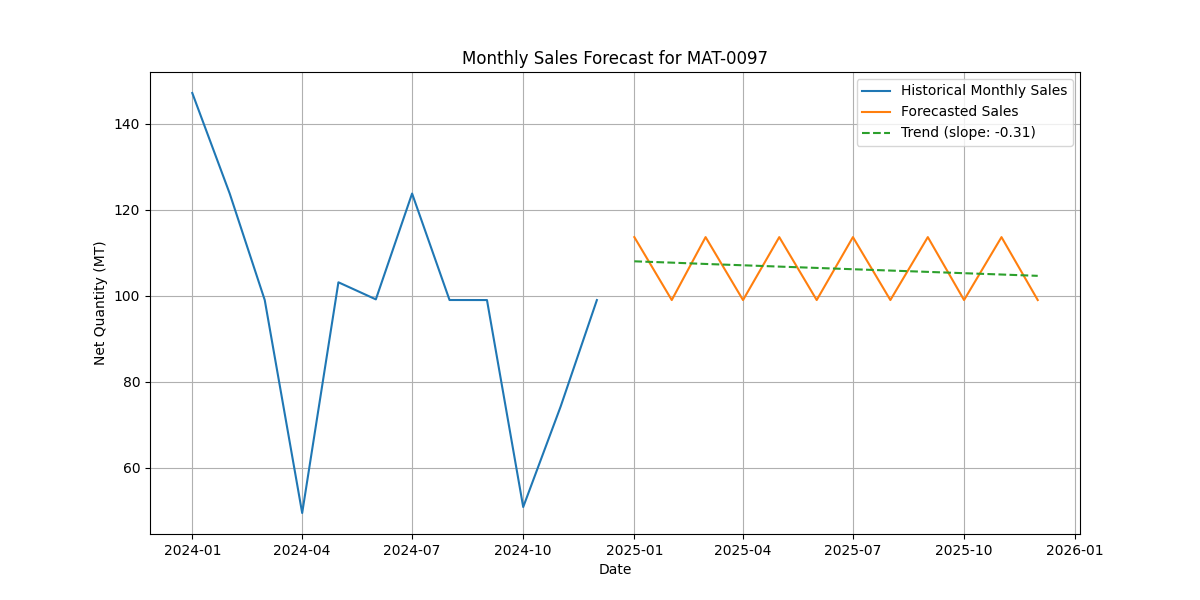 Monthly Sales Forecast for MAT-0097
Historical Monthly Sales
Forecasted Sales
Trend (slope: -0.31)
Net Quantity (MT)
140
120
100
80
60
2024-01 2024-04 2024-07 2024-10 2025-01 2025-04 2025-07 2025-10 2026-01
Date